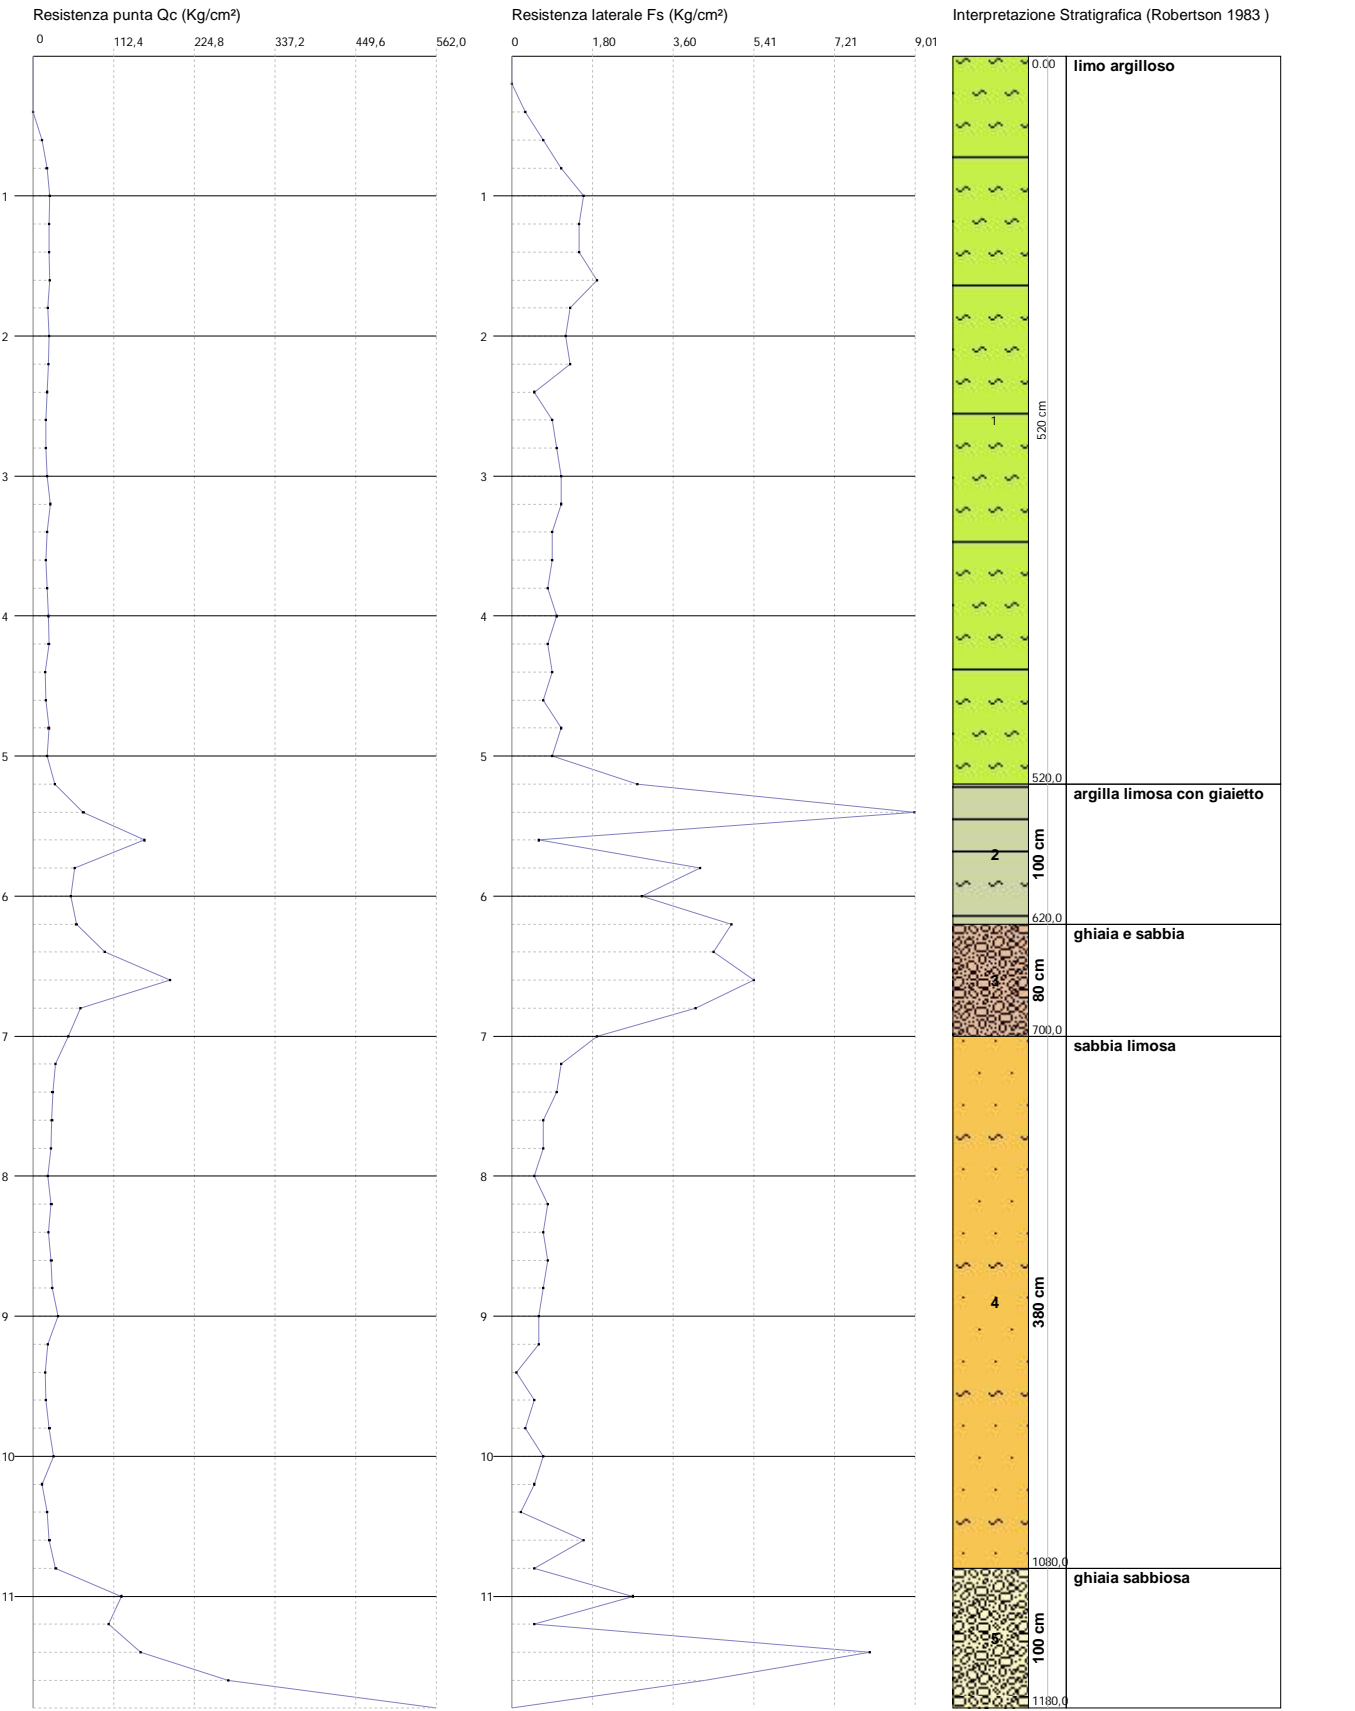 Resistenza punta Qc (Kg/cm²) Resistenza laterale Fs (Kg/cm²) Interpretazione Stratigrafica (Robertson 1983 )
0 112,4 224,8 337,2 449,6 562,0 0 1,80 3,60 5,41 7,21 9,01
0.00 limo argilloso
1 1
2 2
1 520 cm
3 3
4 4
5 5
520,0
argilla limosa con giaietto
2 100 cm
6 6
620,0
ghiaia e sabbia
3 80 cm
700,0
7 7
sabbia limosa
8 8
4 380 cm
9 9
10 10
1080,0
ghiaia sabbiosa
11 11
5 100 cm
1180,0